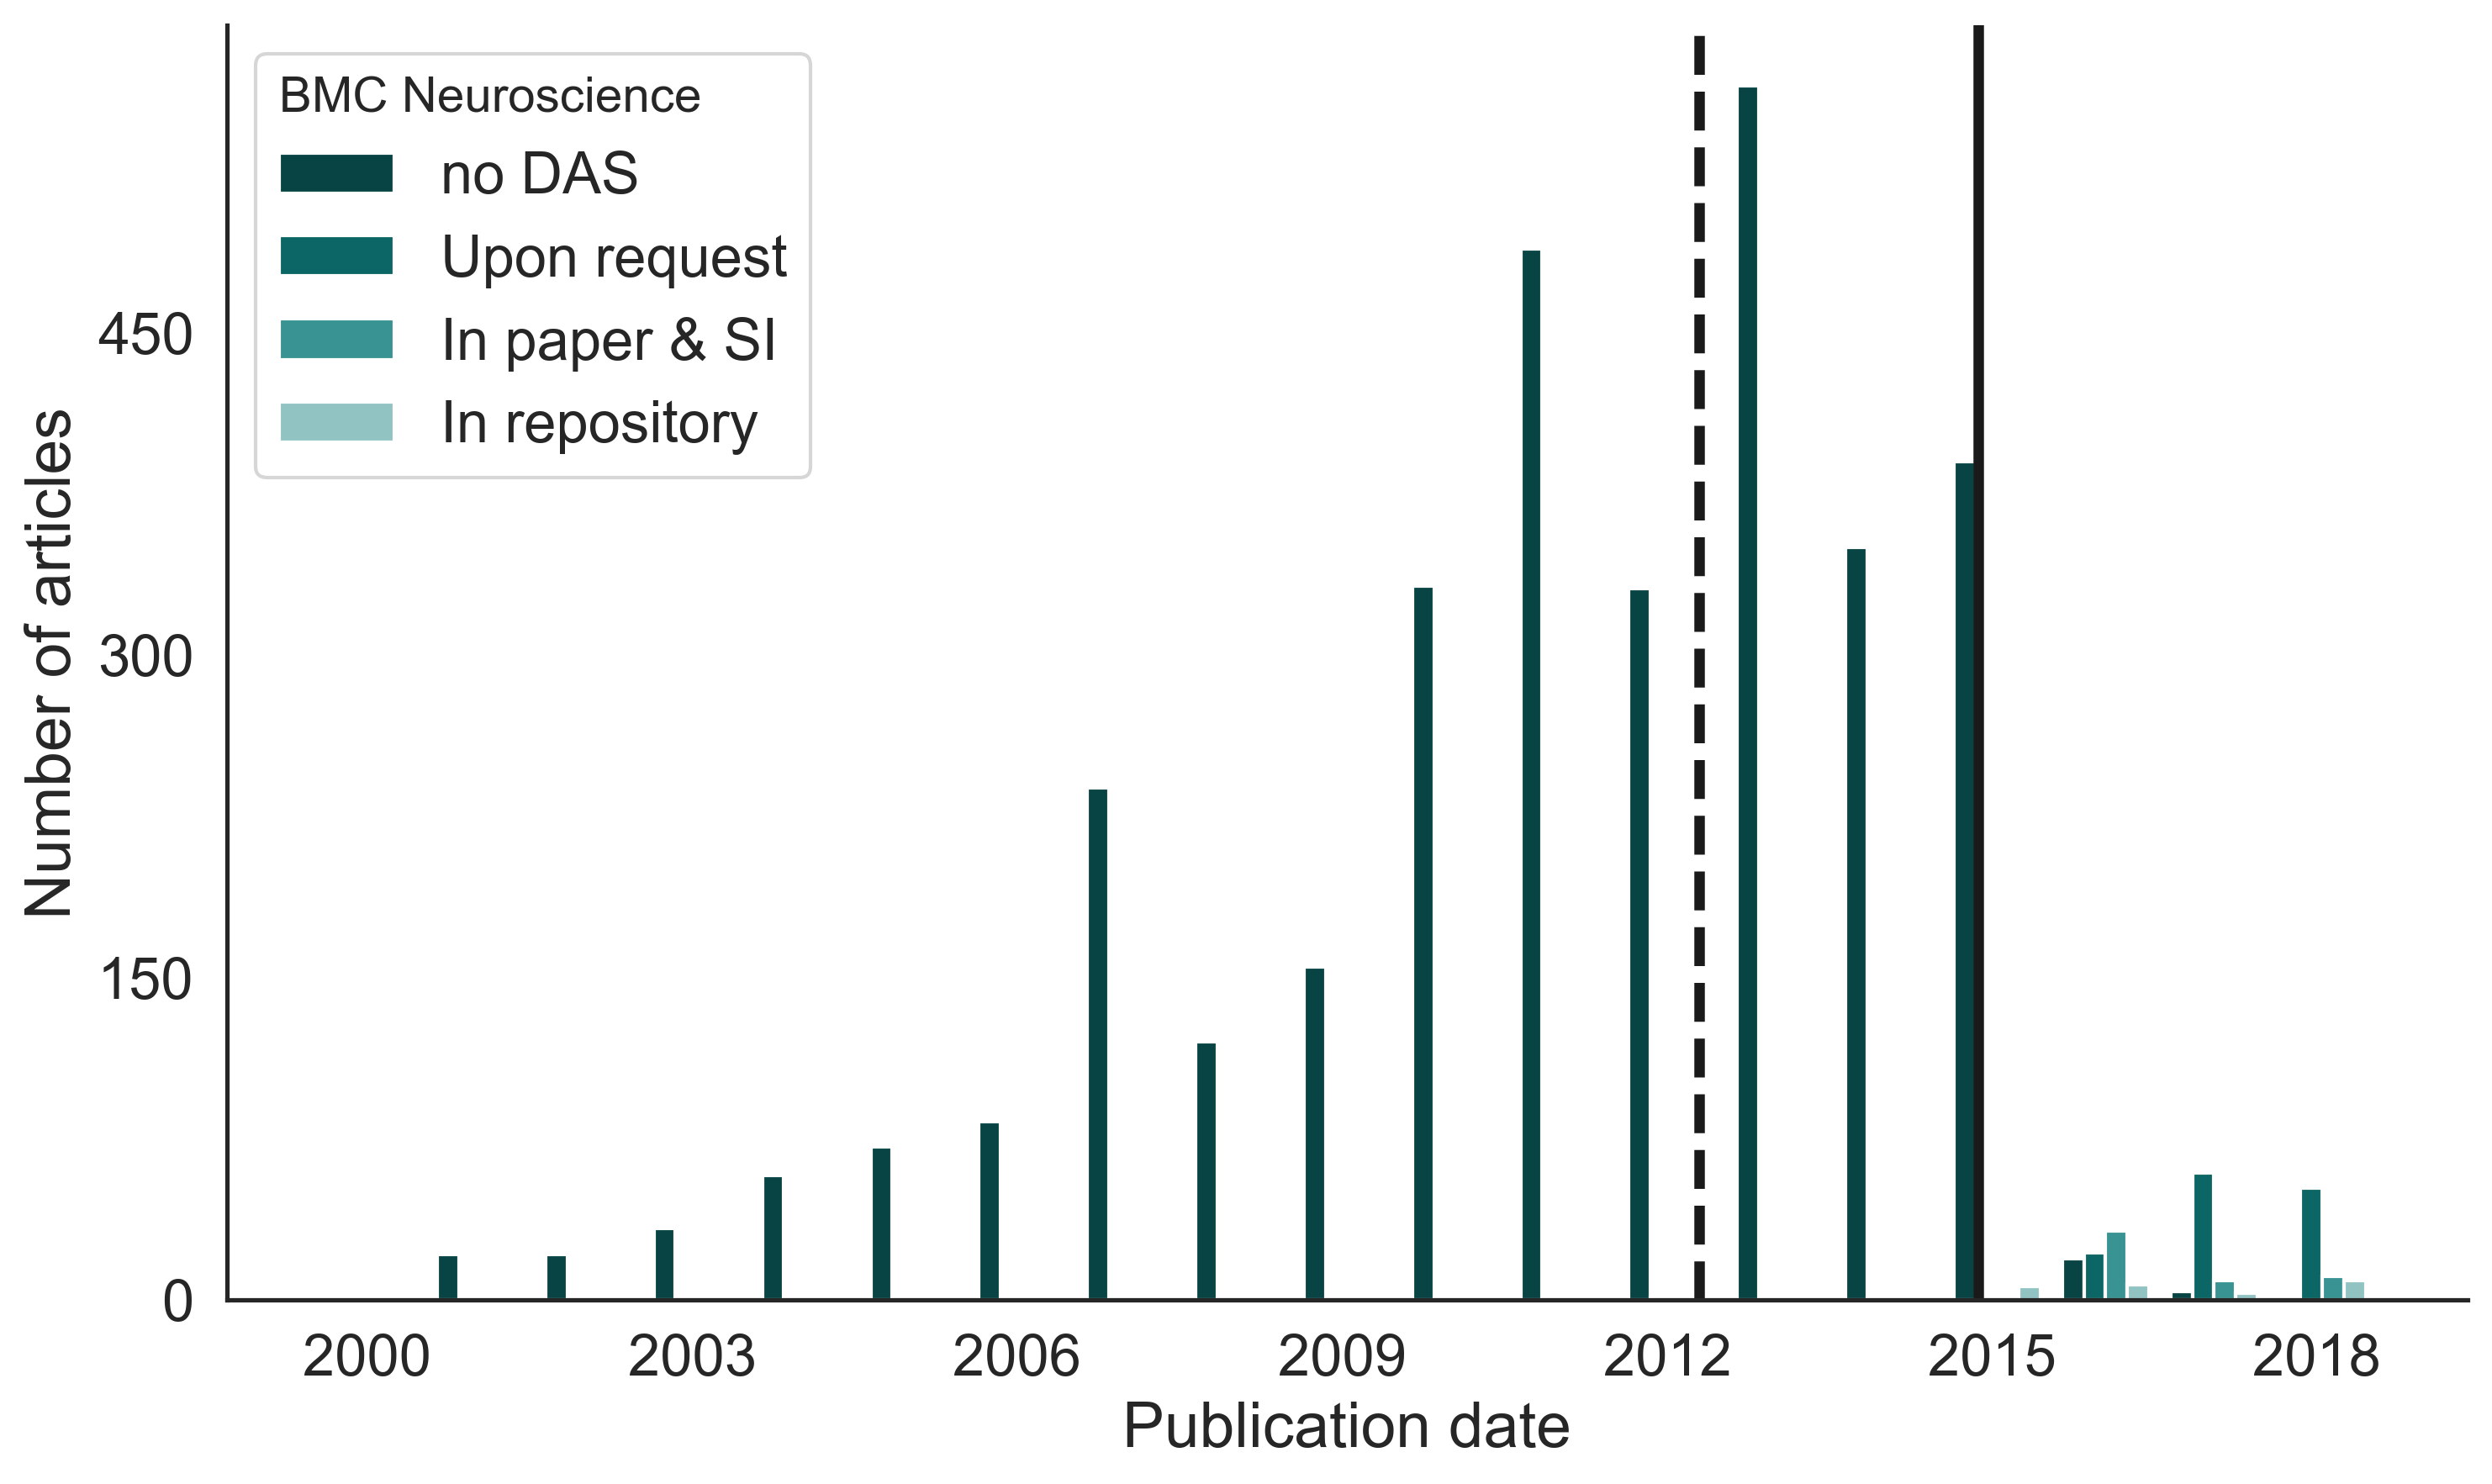 BMC Neuroscience
no DAS
Upon request
In paper & SI
In repository
Number of articles
450
300
150
0
2000 2003 2006 2009 2012 2015 2018
Publication date